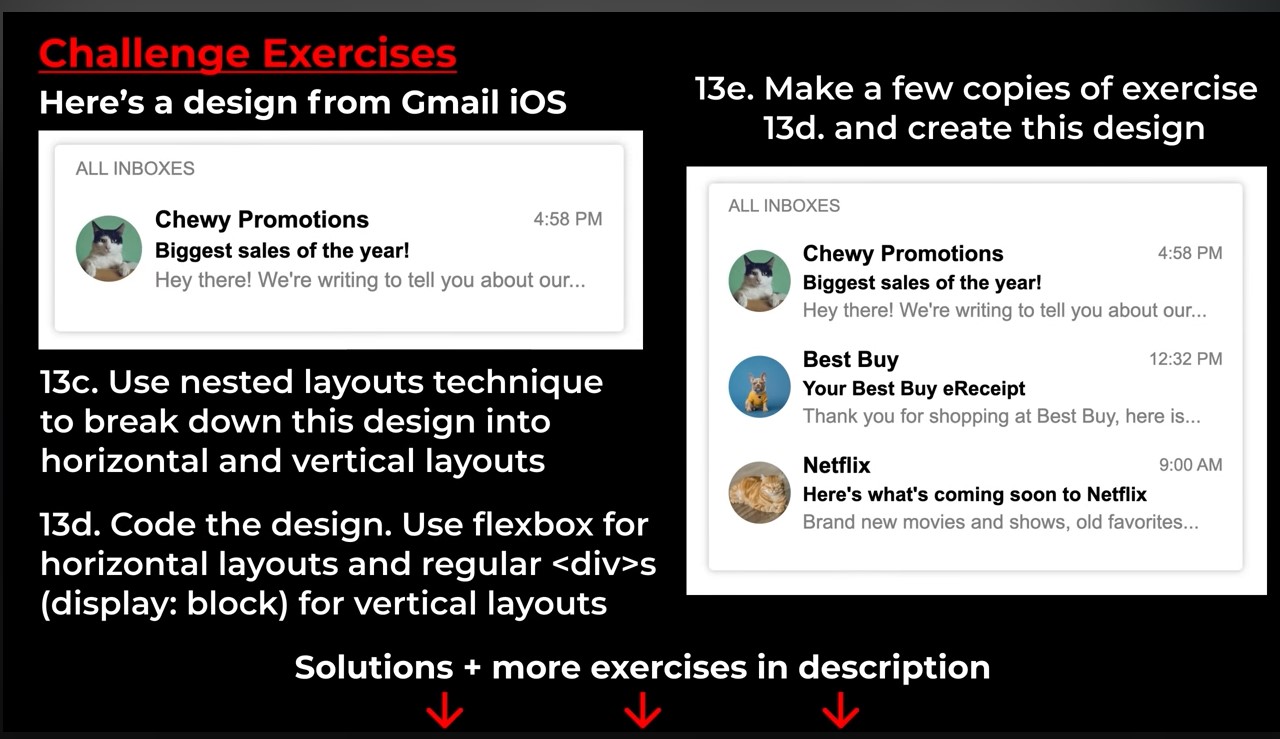 Challenge Exercises
Here’s a design from Gmail iOS
ALL INBOXES
Chewy Promotions
4:58 PM
Biggest sales of the year!
Hey there! We're writing to tell you about our...
13c. Use nested layouts technique
to break down this design into
horizontal and vertical layouts
13d. Code the design. Use flexbox for
horizontal layouts and regular <div>s
(display: block) for vertical layouts
13e. Make a few copies of exercise
13d. and create this design
ALL INBOXES
Chewy Promotions
4:58 PM
Biggest sales of the year!
Hey there! We're writing to tell you about our...
Best Buy
12:32 PM
Your Best Buy eReceipt
Thank you for shopping at Best Buy, here is...
Netflix
9:00 AM
Here's what's coming soon to Netflix
Brand new movies and shows, old favorites...
Solutions + more exercises in description